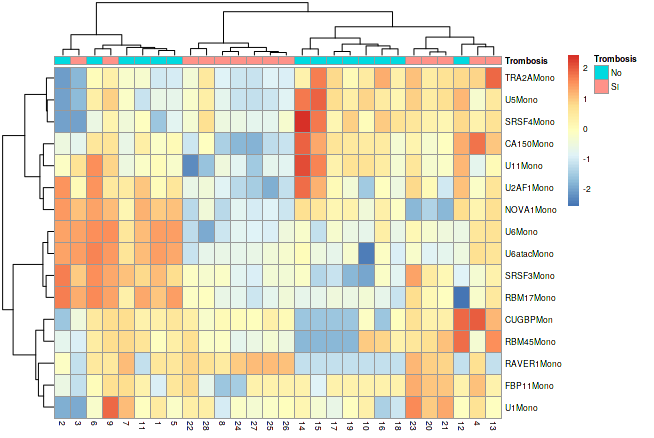 Trombosis
TRA2AMono
U5Mono
SRSF4Mono
CA150Mono
U11Mono
U2AF1Mono
NOVA1Mono
U6Mono
U6atacMono
SRSF3Mono
RBM17Mono
CUGBPMon
RBM45Mono
RAVER1Mono
FBP11Mono
U1Mono
2 3 6 9 7 11 1 5 22 28 8 24 27 25 26 14 15 17 19 10 16 18 23 20 21 12 4 13
2
1
0
-1
-2
Trombosis
No
SI